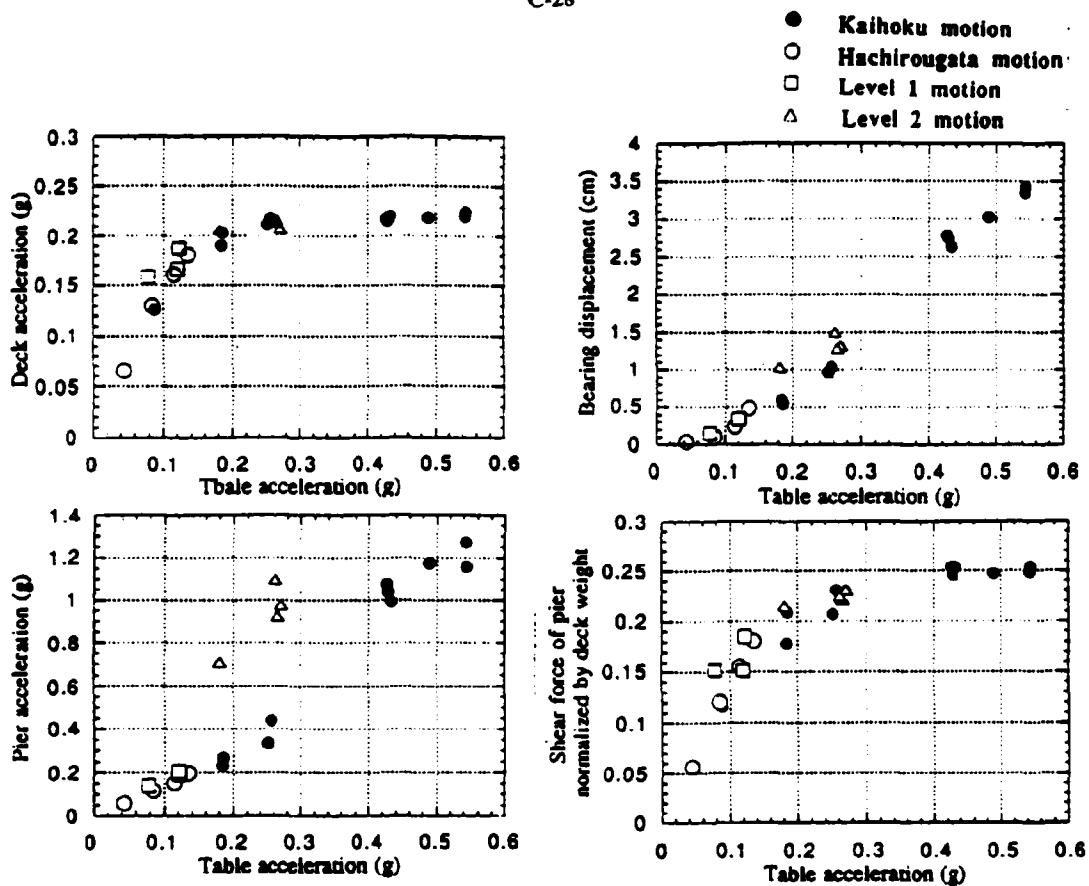 C-28
Kaihoku motion
Hachirougata motion
Level 1 motion
Level 2 motion
0.3
0.25
0.2
0.15
0.1
0.05
0
Deck acceleration (g)
0 0.1 0.2 0.3 0.4 0.5 0.6
Tbale acceleration (g)
4
3.5
3
2.5
2
1.5
1
0.5
0
Bearing displacement (cm)
0 0.1 0.2 0.3 0.4 0.5 0.6
Table acceleration (g)
1.4
1.2
1
0.8
0.6
0.4
0.2
0
Pier acceleration (g)
0 0.1 0.2 0.3 0.4 0.5 0.6
Table acceleration (g)
0.3
0.25
0.2
0.15
0.1
0.05
0
Shear force of pier
normalized by deck weight
0 0.1 0.2 0.3 0.4 0.5 0.6
Table acceleration (g)